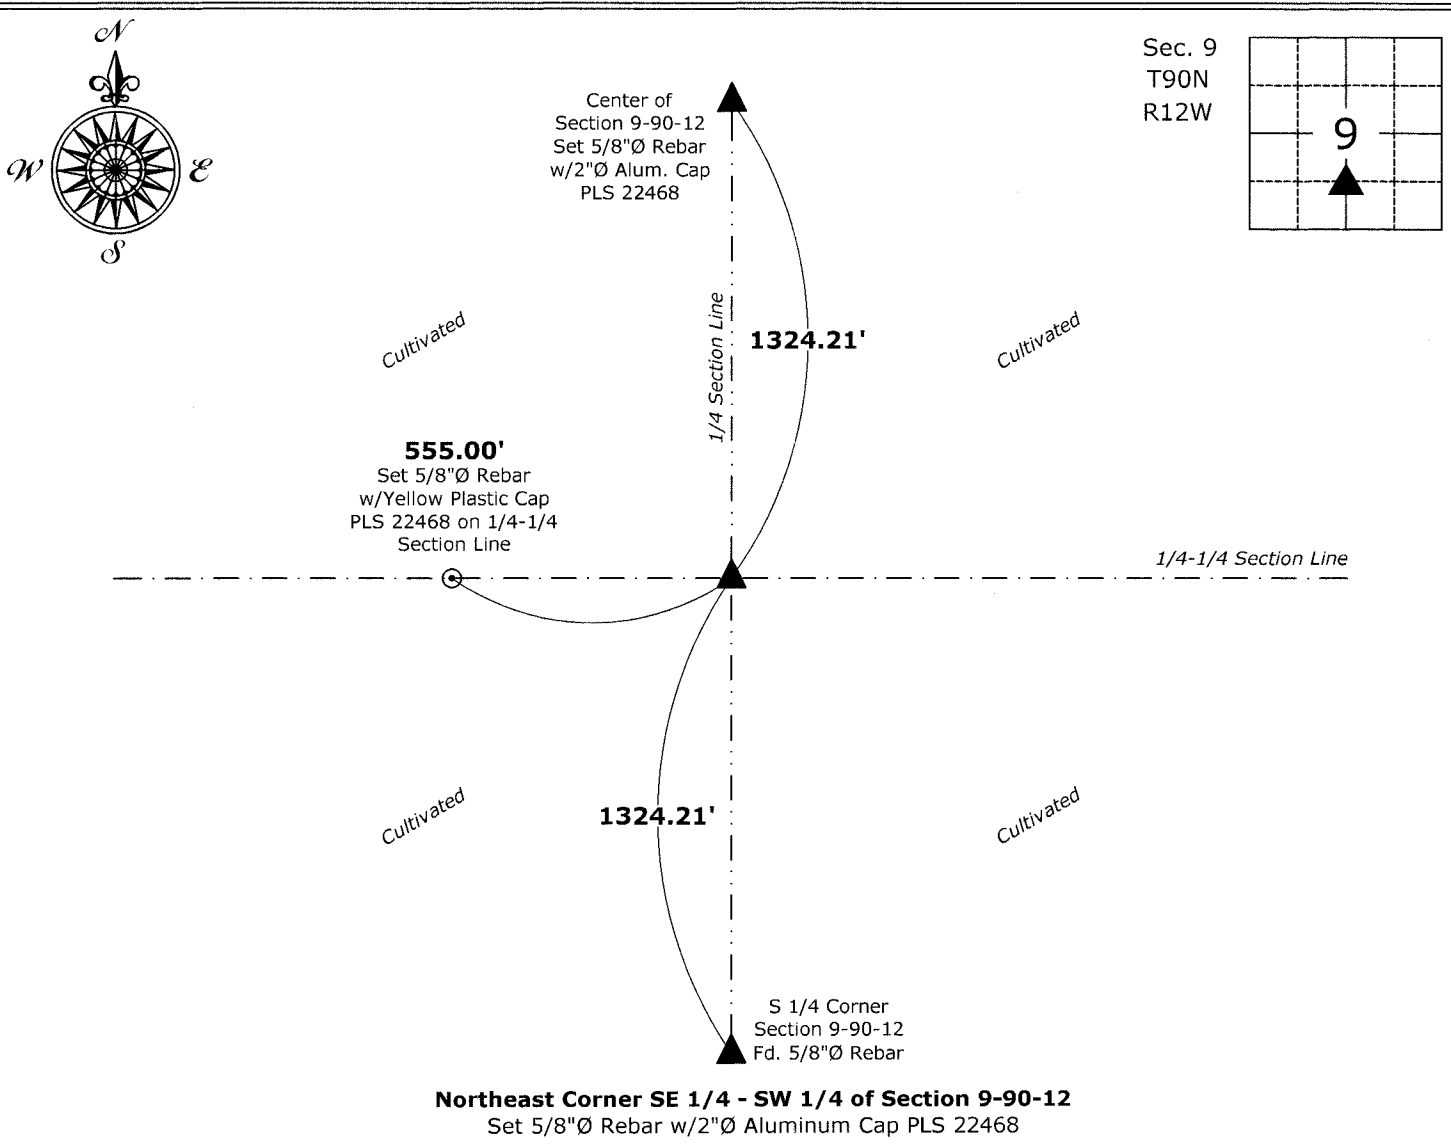 N
W
E
S
Sec. 9
T90N
R12W
9
Center of
Section 9-90-12
Set 5/8"Ø Rebar
w/2"Ø Alum. Cap
PLS 22468
1/4 Section Line
1324.21'
Cultivated
Cultivated
555.00'
Set 5/8"Ø Rebar
w/Yellow Plastic Cap
PLS 22468 on 1/4-1/4
Section Line
1/4-1/4 Section Line
1324.21'
Cultivated
Cultivated
S 1/4 Corner
Section 9-90-12
Fd. 5/8"Ø Rebar
Northeast Corner SE 1/4 - SW 1/4 of Section 9-90-12
Set 5/8"Ø Rebar w/2"Ø Aluminum Cap PLS 22468